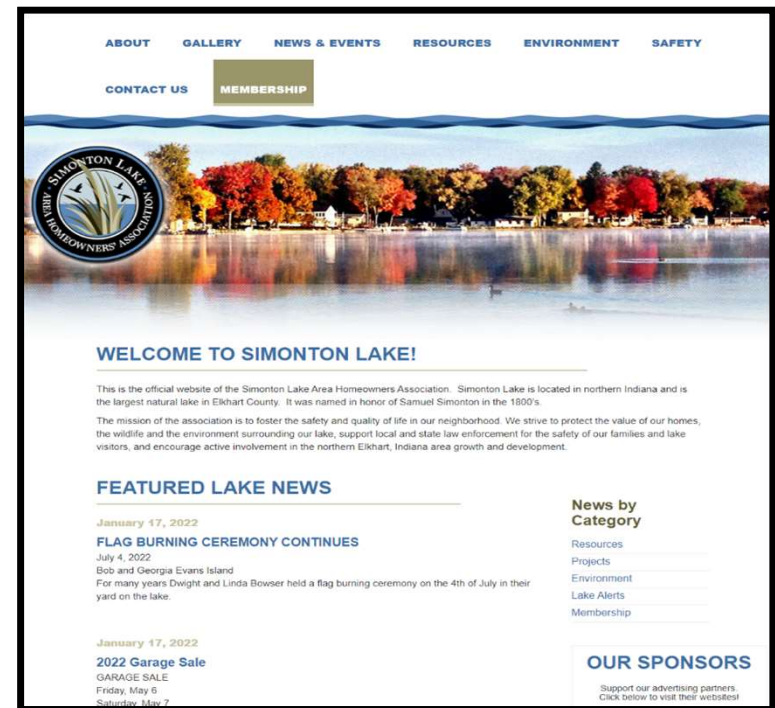 ABOUT GALLERY NEWS & EVENTS RESOURCES ENVIRONMENT SAFETY
CONTACT US MEMBERSHIP
SIMONTON LAKE
AREA HOMEOWNERS' ASSOCIATION
WELCOME TO SIMONTON LAKE!
This is the official website of the Simonton Lake Area Homeowners Association. Simonton Lake is located in northern Indiana and is
the largest natural lake in Elkhart County. It was named in honor of Samuel Simonton in the 1800's.
The mission of the association is to foster the safety and quality of life in our neighborhood. We strive to protect the value of our homes,
the wildlife and the environment surrounding our lake, support local and state law enforcement for the safety of our families and lake
visitors, and encourage active involvement in the northern Elkhart, Indiana area growth and development.
FEATURED LAKE NEWS
January 17, 2022
FLAG BURNING CEREMONY CONTINUES
July 4, 2022
Bob and Georgia Evans Island
For many years Dwight and Linda Bowser held a flag burning ceremony on the 4th of July in their
yard on the lake.
January 17, 2022
2022 Garage Sale
GARAGE SALE
Friday, May 6
Saturday, May 7
News by
Category
Resources
Projects
Environment
Lake Alerts
Membership
OUR SPONSORS
Support our advertising partners.
Click below to visit their websites!